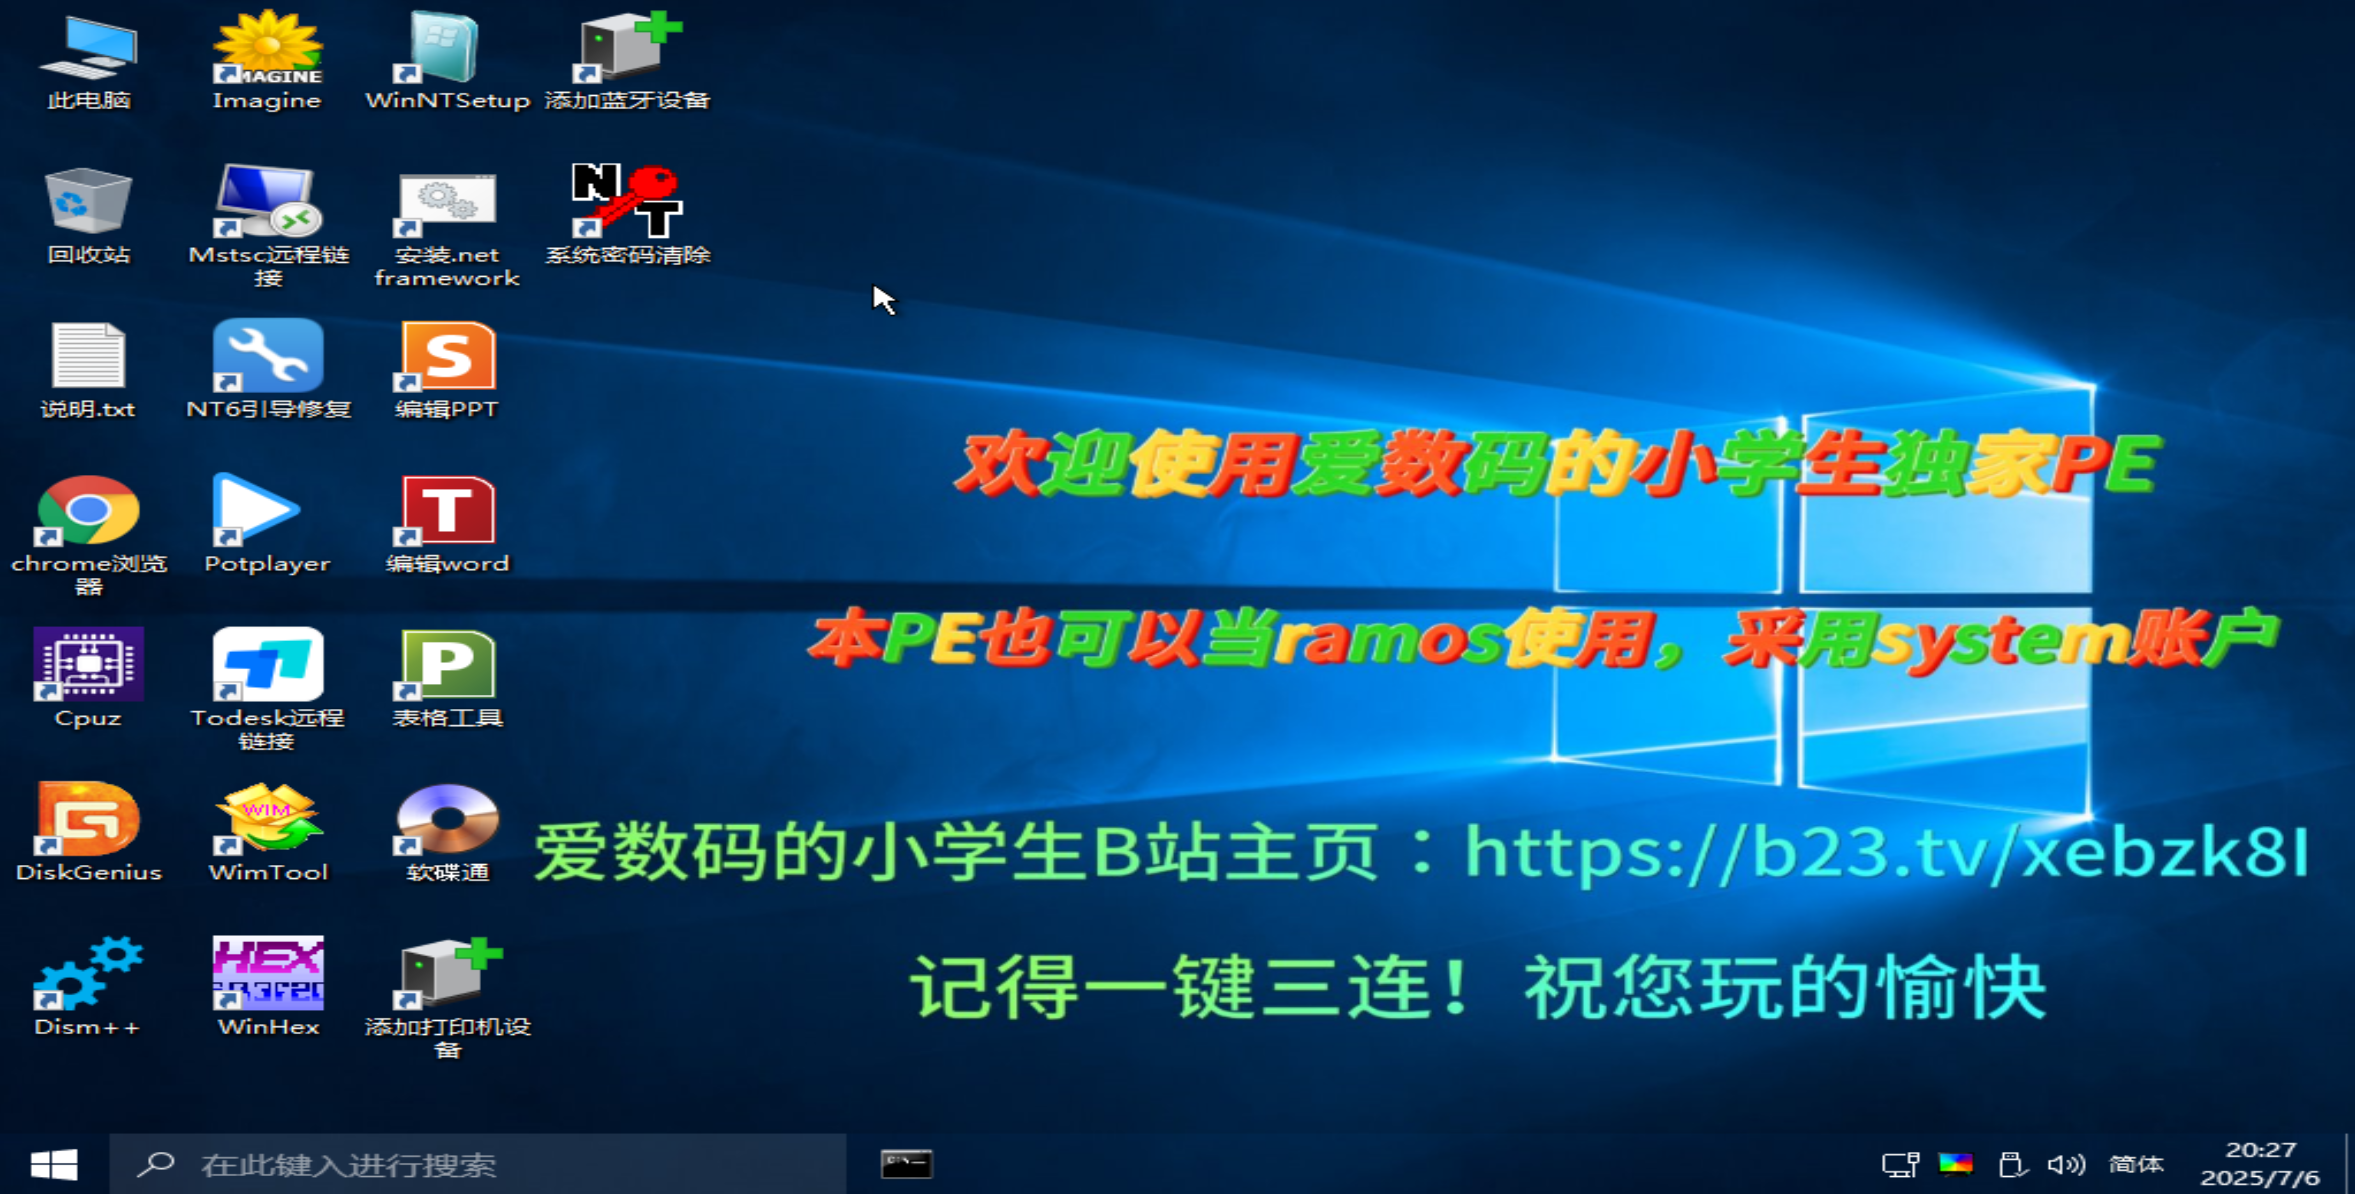 此电脑
MAGINE
Imagine
WinNTSetup
添加蓝牙设备
回收站
Mstsc远程链
接
安装.net
framework
N
T
系统密码清除
说明.txt
NT6引导修复
S
编辑PPT
chrome浏览
器
Potplayer
T
编辑word
Cpuz
Todesk远程
链接
P
表格工具
DiskGenius
WIM
WimTool
软碟通
Dism++
HEX
WinHex
添加打印机设
备
欢迎使用爱数码的小学生独家PE
本PE也可以当ramos使用，采用system账户
爱数码的小学生B站主页：https://b23.tv/xebzk8I
记得一键三连！祝您玩的愉快
在此键入进行搜索
简体
20:27
2025/7/6